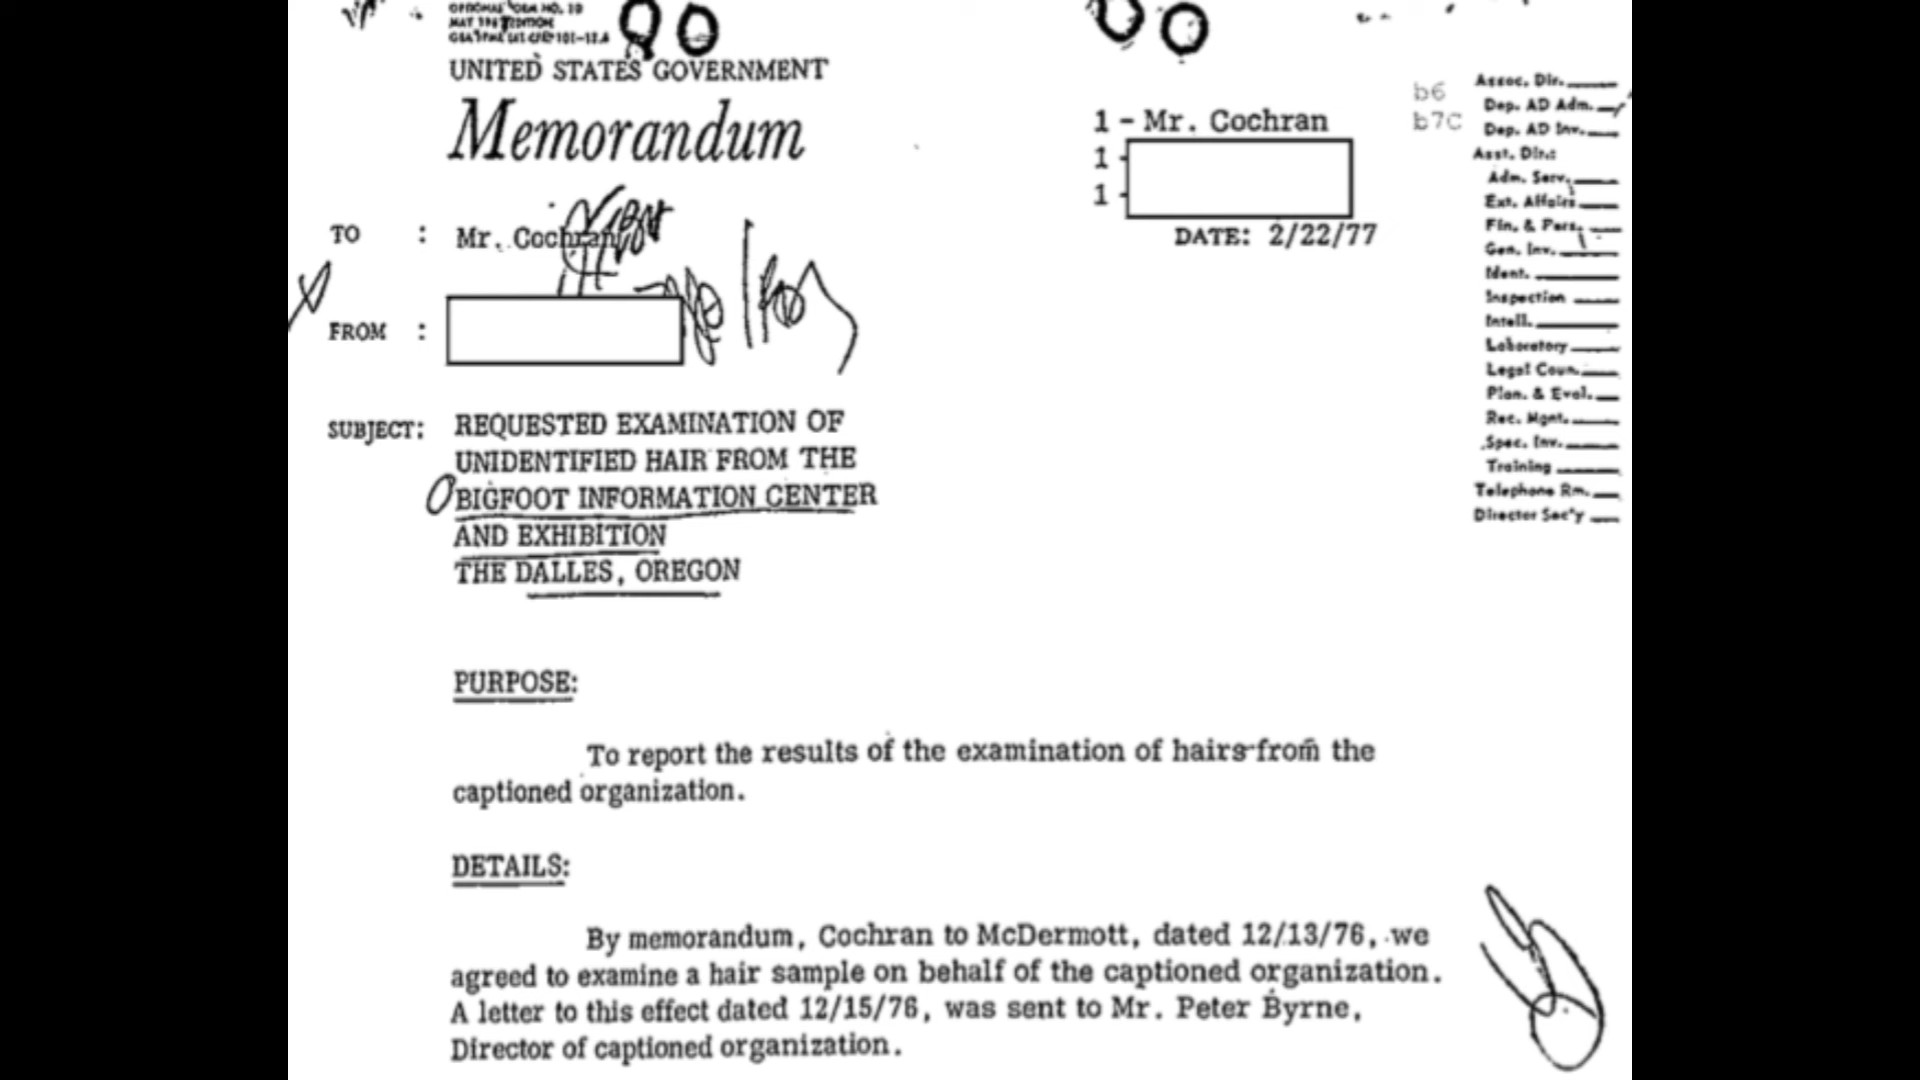 OPTIONAL FORM NO. 10
UNITED STATES GOVERNMENT
Memorandum
1 - Mr. Cochran
1 -
1 -
b6
b7C
Assoc. Dir.
Dep. AD Adm.
Dep. AD Inv.
Asst. Dir.:
Adm. Serv.
Ext. Affairs
Fin. & Pers.
Gen. Inv.
Ident.
Inspection
Intell.
Laboratory
Legal Coun.
Plan. & Eval.
Rec. Mgnt.
Spec. Inv.
Training
Telephone Rm.
Director Sec'y
TO : Mr. Cochran
DATE: 2/22/77
FROM :
SUBJECT: REQUESTED EXAMINATION OF
UNIDENTIFIED HAIR FROM THE
BIGFOOT INFORMATION CENTER
AND EXHIBITION
THE DALLES, OREGON
PURPOSE:
To report the results of the examination of hairs from the
captioned organization.
DETAILS:
By memorandum, Cochran to McDermott, dated 12/13/76, we
agreed to examine a hair sample on behalf of the captioned organization.
A letter to this effect dated 12/15/76, was sent to Mr. Peter Byrne,
Director of captioned organization.